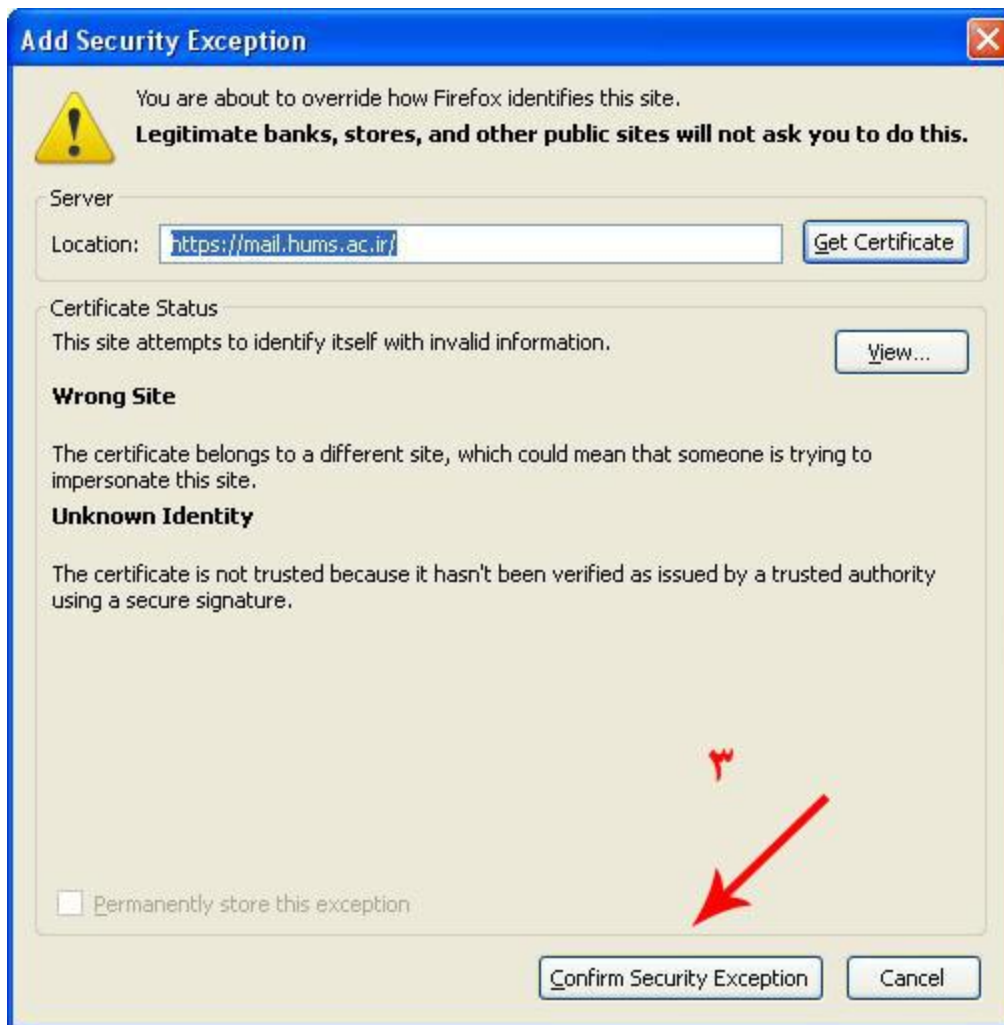 Add Security Exception
You are about to override how Firefox identifies this site.
Legitimate banks, stores, and other public sites will not ask you to do this.
Server
Location: https://mail.hums.ac.ir/ Get Certificate
Certificate Status
This site attempts to identify itself with invalid information.
View...
Wrong Site
The certificate belongs to a different site, which could mean that someone is trying to
impersonate this site.
Unknown Identity
The certificate is not trusted because it hasn't been verified as issued by a trusted authority
using a secure signature.
۳
Permanently store this exception
Confirm Security Exception Cancel